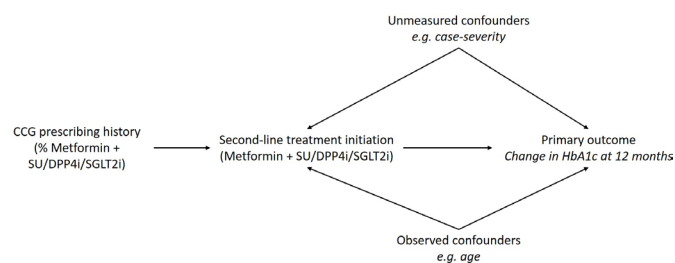 Unmeasured confounders
e.g. case-severity
CCG prescribing history
(% Metformin +
SU/DPP4i/SGLT2i)
Second-line treatment initiation
(Metformin + SU/DPP4i/SGLT2i)
Primary outcome
Change in HbA1c at 12 months
Observed confounders
e.g. age